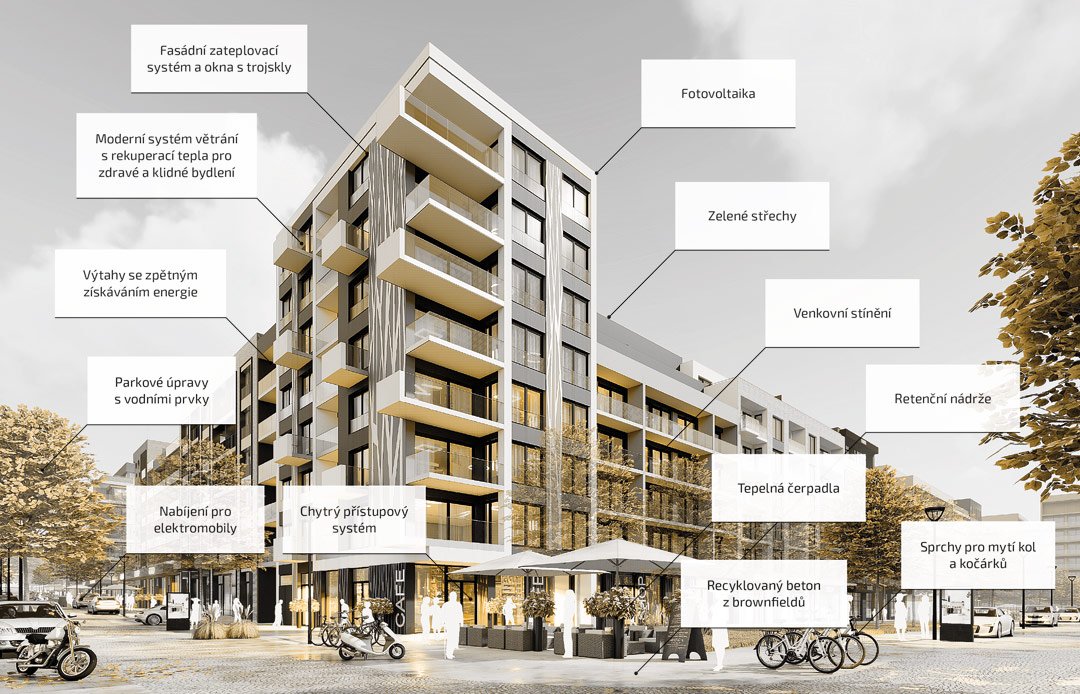 Fasádní zateplovací
systém a okna s trojskly
Fotovoltaika
Moderní systém větrání
s rekuperací tepla pro
zdravé a klidné bydlení
Zelené střechy
Výtahy se zpětným
získáváním energie
Venkovní stínění
Parkové úpravy
s vodními prvky
Retenční nádrže
Tepelná čerpadla
Nabíjení pro
elektromobily
Chytrý přístupový
systém
Sprchy pro mytí kol
a kočárků
Recyklovaný beton
z brownfieldů
CAFE